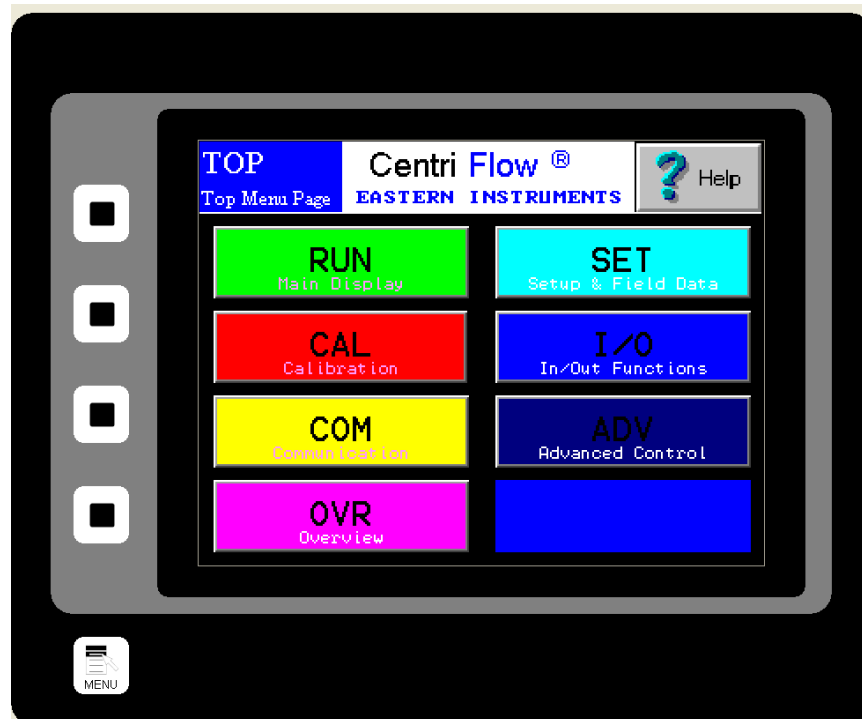 TOP
Top Menu Page
Centri Flow ®
EASTERN INSTRUMENTS
Help
RUN
Main Display
SET
Setup & Field Data
CAL
Calibration
I/O
In/Out Functions
COM
Communication
ADV
Advanced Control
OVR
Overview
MENU